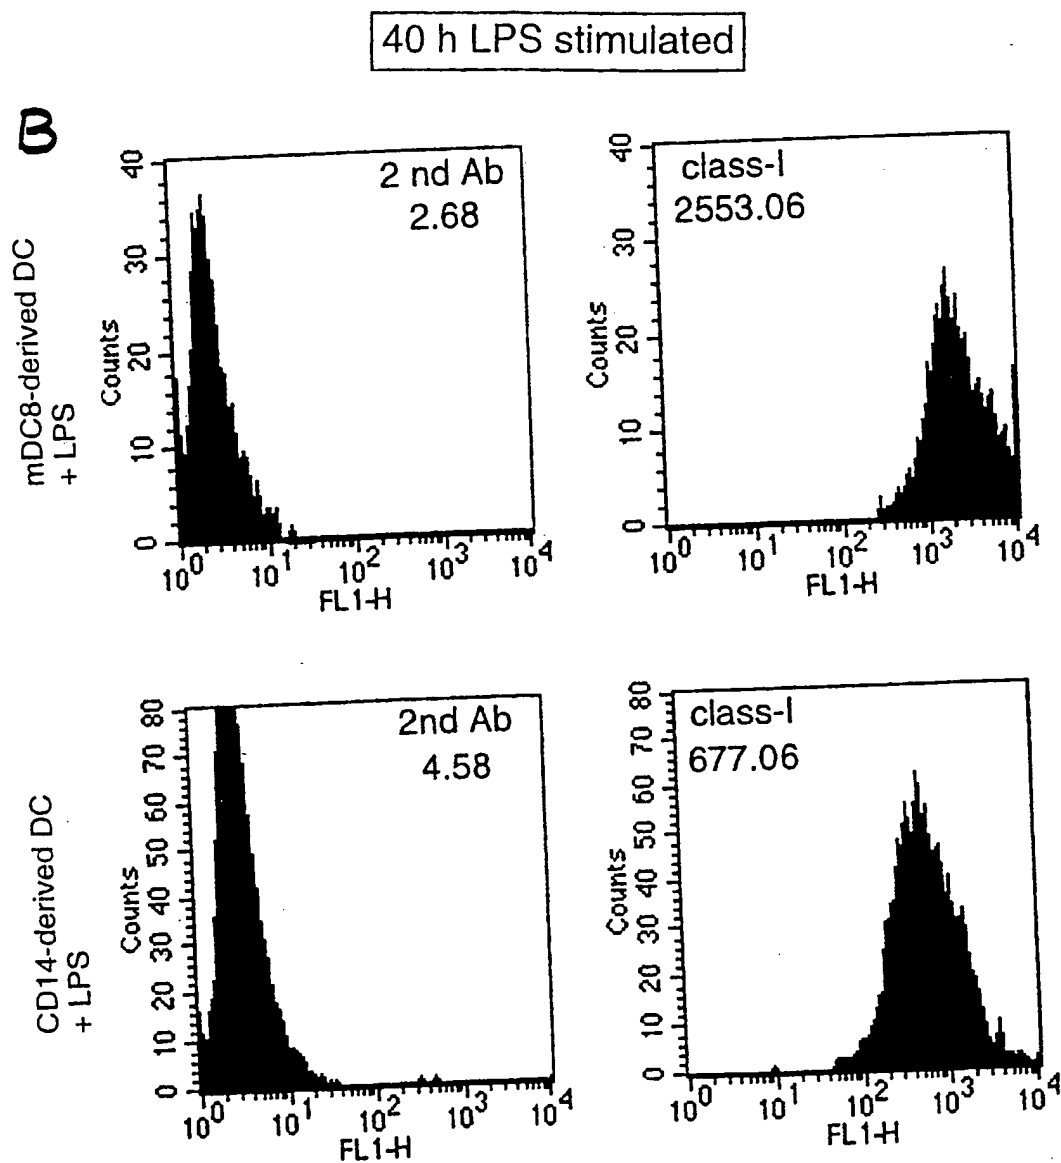 40 h LPS stimulated
B
mDC8-derived DC
+ LPS
Counts
40
30
20
10
0
2 nd Ab
2.68
10^0 10^1 10^2 10^3 10^4
FL1-H
Counts
40
30
20
10
0
class-I
2553.06
10^0 10^1 10^2 10^3 10^4
FL1-H
CD14-derived DC
+ LPS
Counts
80
70
60
50
40
30
20
10
0
2nd Ab
4.58
10^0 10^1 10^2 10^3 10^4
FL1-H
Counts
80
70
60
50
40
30
20
10
0
class-I
677.06
10^0 10^1 10^2 10^3 10^4
FL1-H